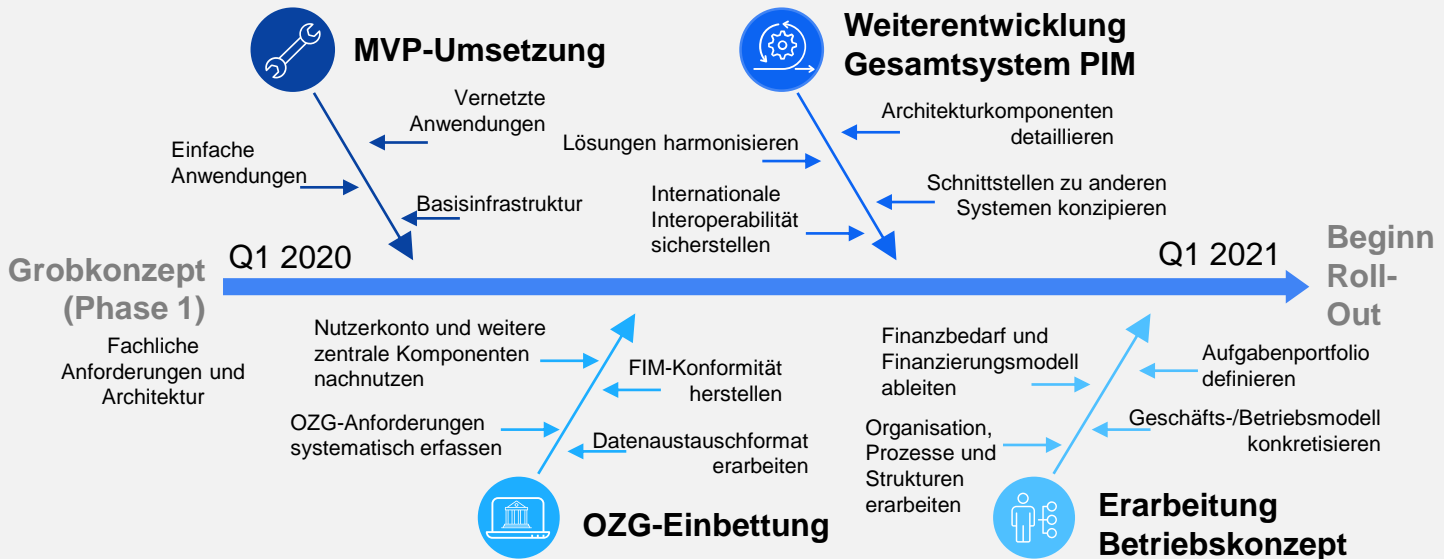 MVP-Umsetzung
Vernetzte
Anwendungen
Einfache
Anwendungen
Basisinfrastruktur
Weiterentwicklung
Gesamtsystem PIM
Architekturkomponenten
detaillieren
Lösungen harmonisieren
Internationale
Interoperabilität
sicherstellen
Schnittstellen zu anderen
Systemen konzipieren
Grobkonzept
(Phase 1)
Fachliche
Anforderungen und
Architektur
Q1 2020
Q1 2021
Beginn
Roll-
Out
Nutzerkonto und weitere
zentrale Komponenten
nachnutzen
FIM-Konformität
herstellen
OZG-Anforderungen
systematisch erfassen
Datenaustauschformat
erarbeiten
OZG-Einbettung
Finanzbedarf und
Finanzierungsmodell
ableiten
Aufgabenportfolio
definieren
Organisation,
Prozesse und
Strukturen
erarbeiten
Geschäfts-/Betriebsmodell
konkretisieren
Erarbeitung
Betriebskonzept